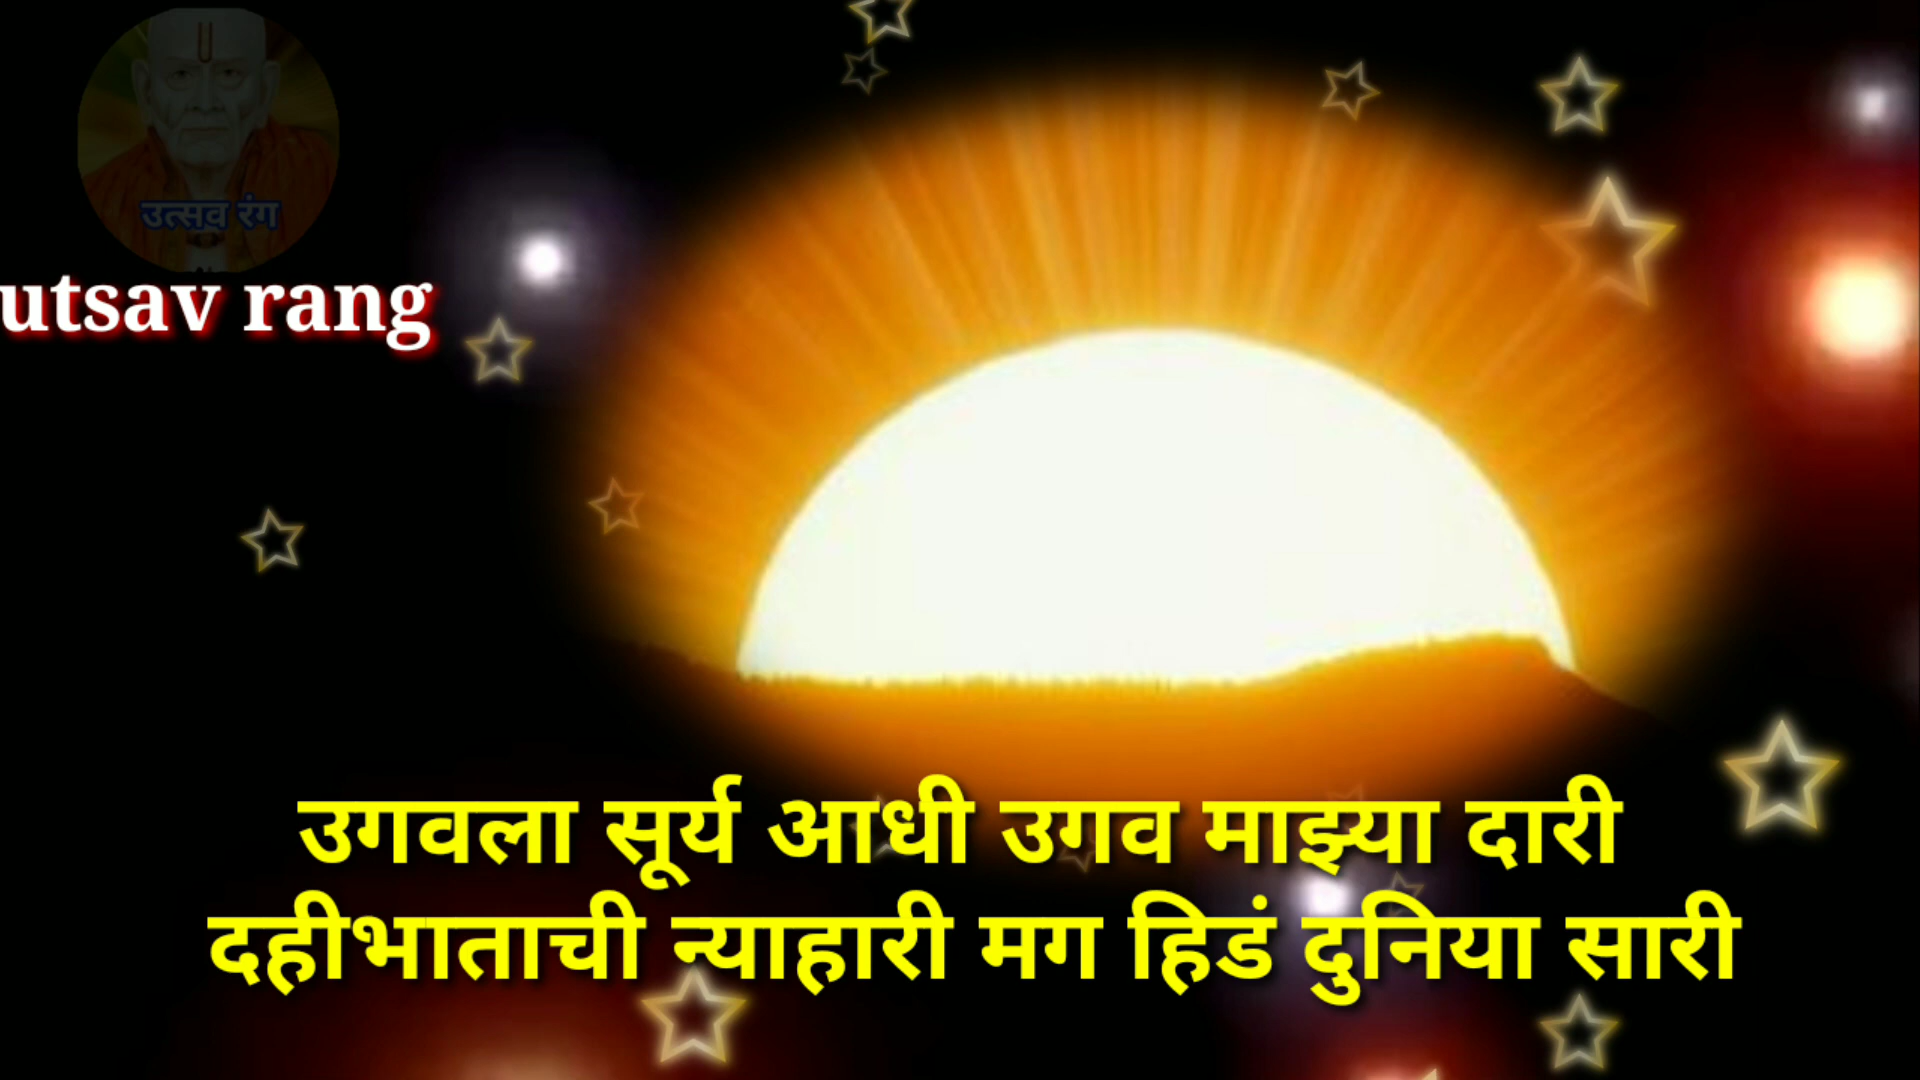 उत्सव रंग
utsav rang
उगवला सूर्य आधी उगव माझ्या दारी
दहीभाताची न्याहारी मग हिडं दुनिया सारी